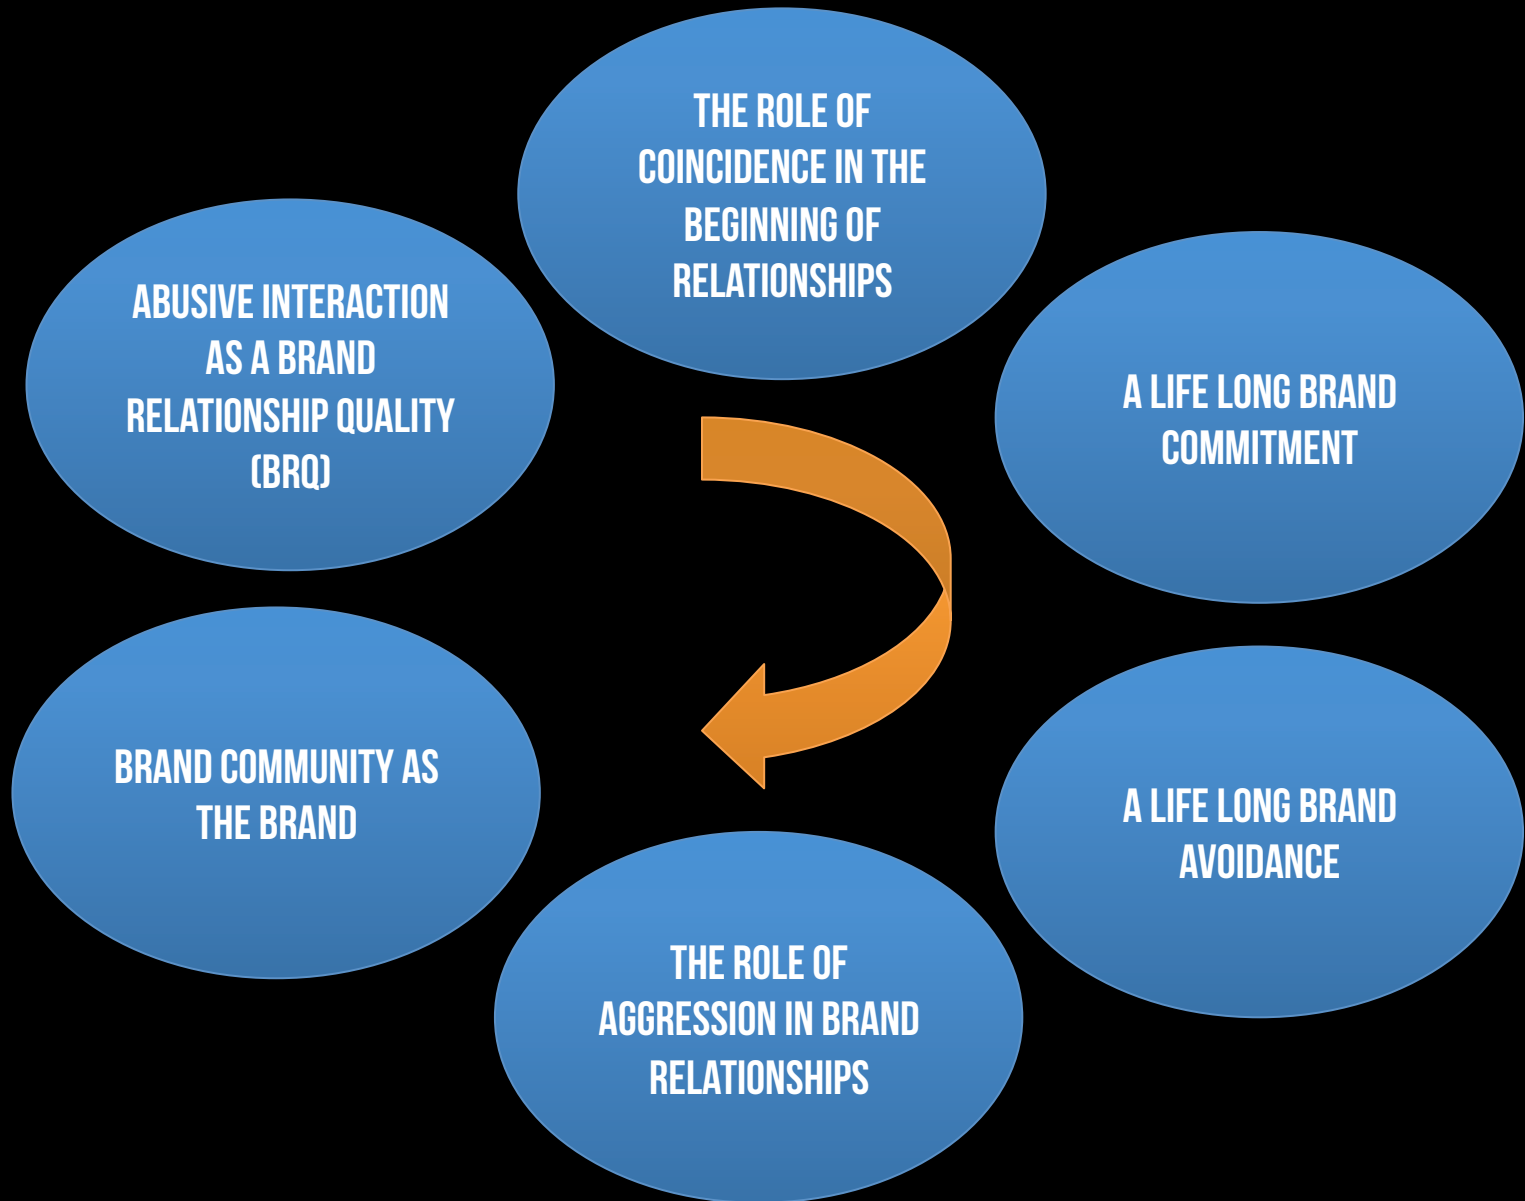 THE ROLE OF
COINCIDENCE IN THE
BEGINNING OF
RELATIONSHIPS
A LIFE LONG BRAND
COMMITMENT
A LIFE LONG BRAND
AVOIDANCE
THE ROLE OF
AGGRESSION IN BRAND
RELATIONSHIPS
BRAND COMMUNITY AS
THE BRAND
ABUSIVE INTERACTION
AS A BRAND
RELATIONSHIP QUALITY
(BRQ)